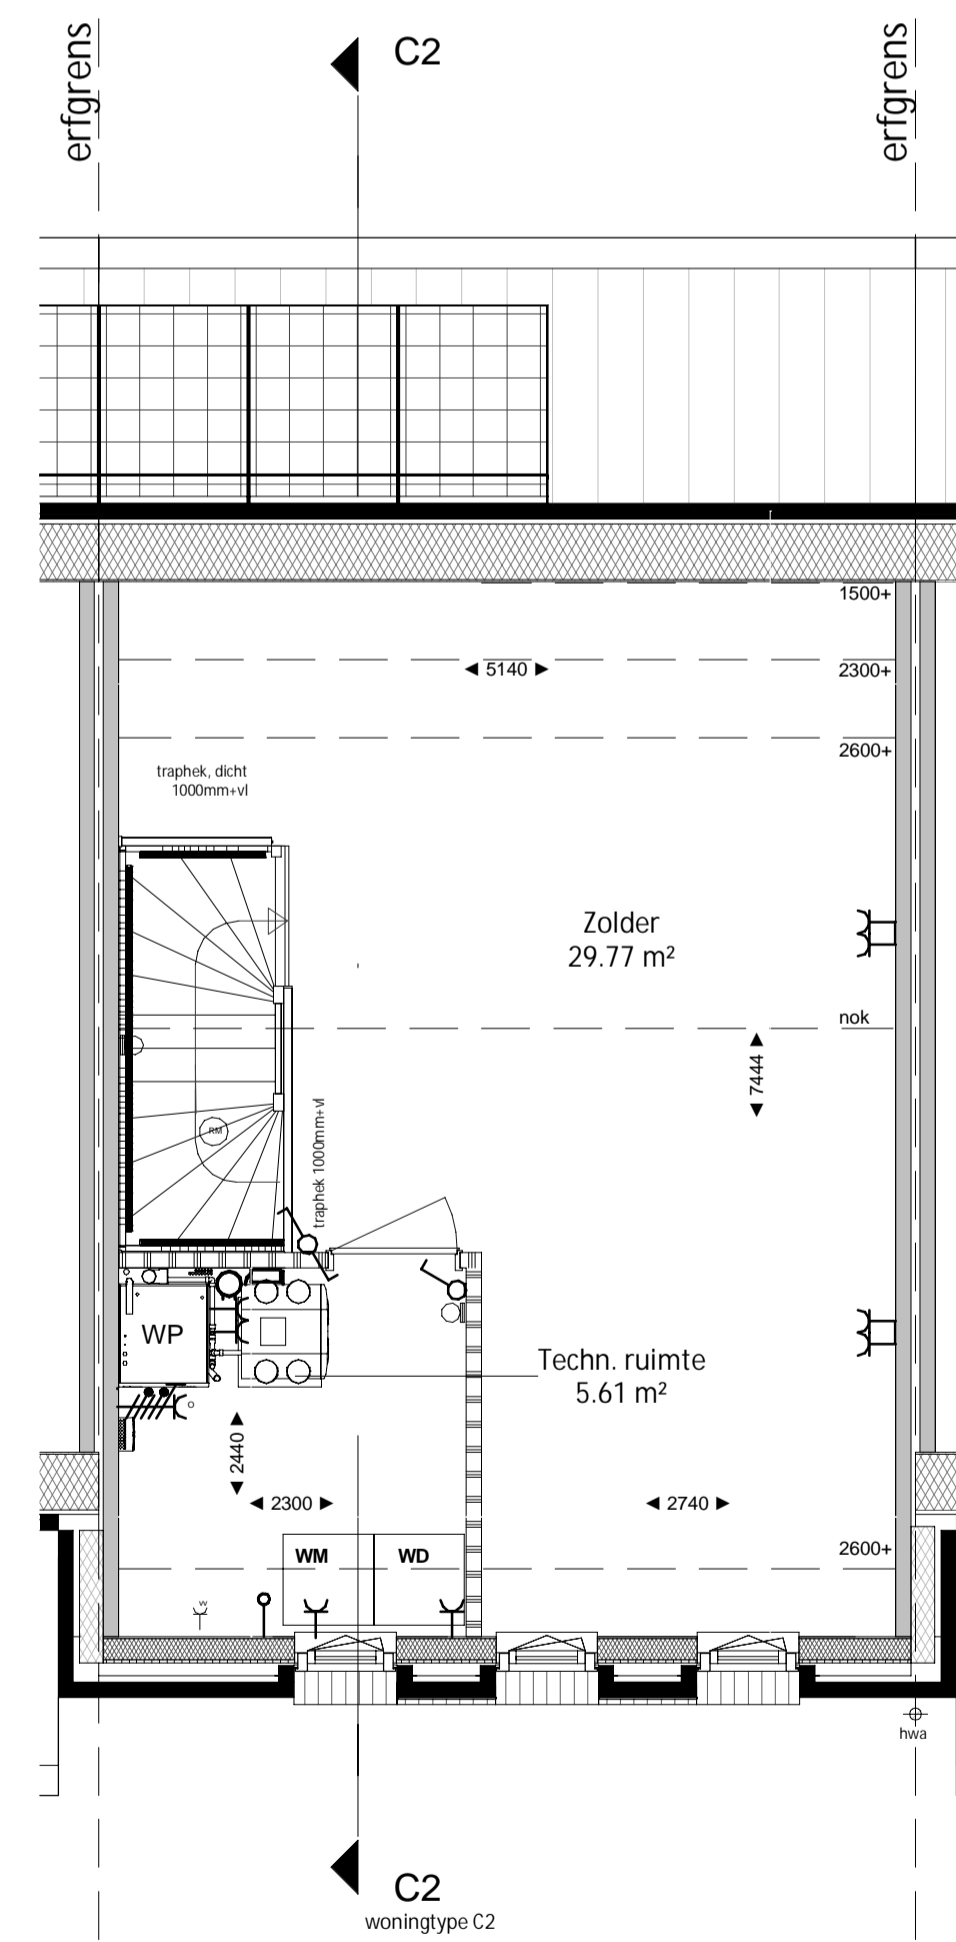 erfgrens
C2
erfgrens
1500+
5140
2300+
2600+
traphek, dicht
1000mm+vl
Zolder
29.77 m²
nok
7444
RM
traphek 1000mm+vl
WP
Techn. ruimte
5.61 m²
2440
2300
2740
WM
WD
2600+
w
hwa
C2
woningtype C2